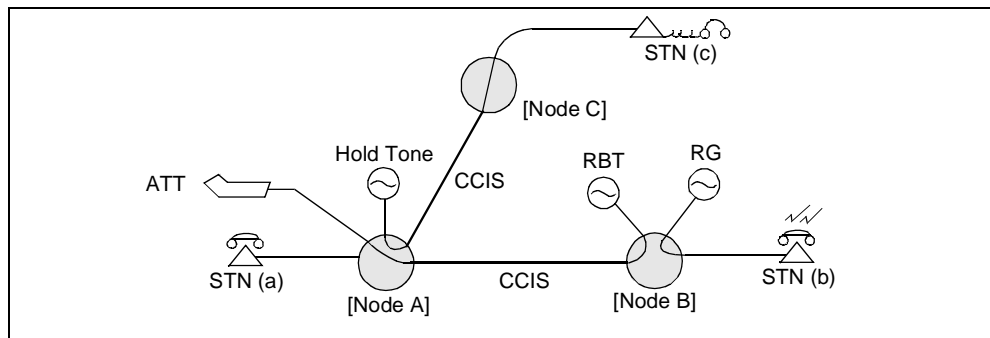 STN (c)
[Node C]
Hold Tone
RBT
RG
ATT
CCIS
STN (a)
CCIS
STN (b)
[Node A]
[Node B]